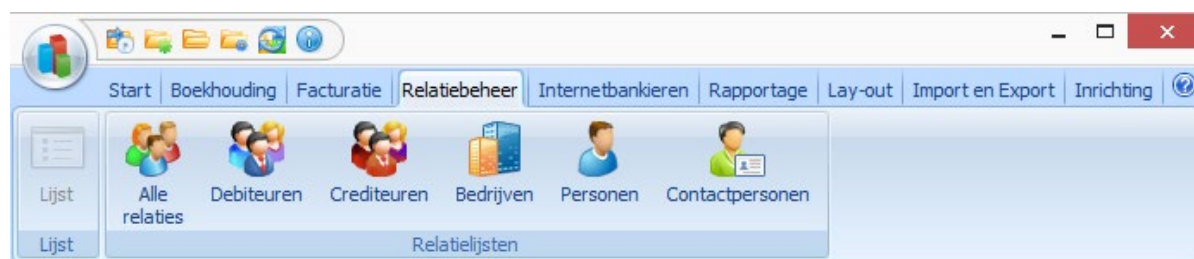 Start Boekhouding Facturatie Relatiebeheer Internetbankieren Rapportage Lay-out Import en Export Inrichting
Lijst Alle Debiteuren Crediteuren Bedrijven Personen Contactpersonen
relaties
Lijst Relatielijsten